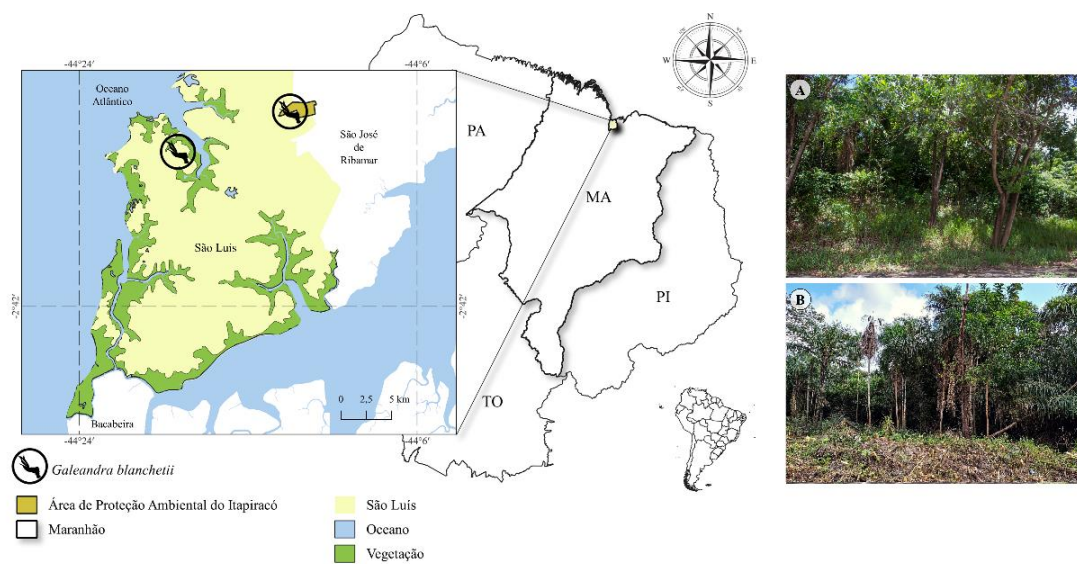 -44°24'
-44°6'
Oceano
Atlântico
São José
de
Ribamar
São Luis
-2°42'
-2°42'
0 2,5 5 km
Bacabeira
-44°24'
-44°6'
PA
MA
PI
TO
N
W
E
S
A
B
Galeandra blanchetii
Área de Proteção Ambiental do Itapiracó
Maranhão
São Luís
Oceano
Vegetação